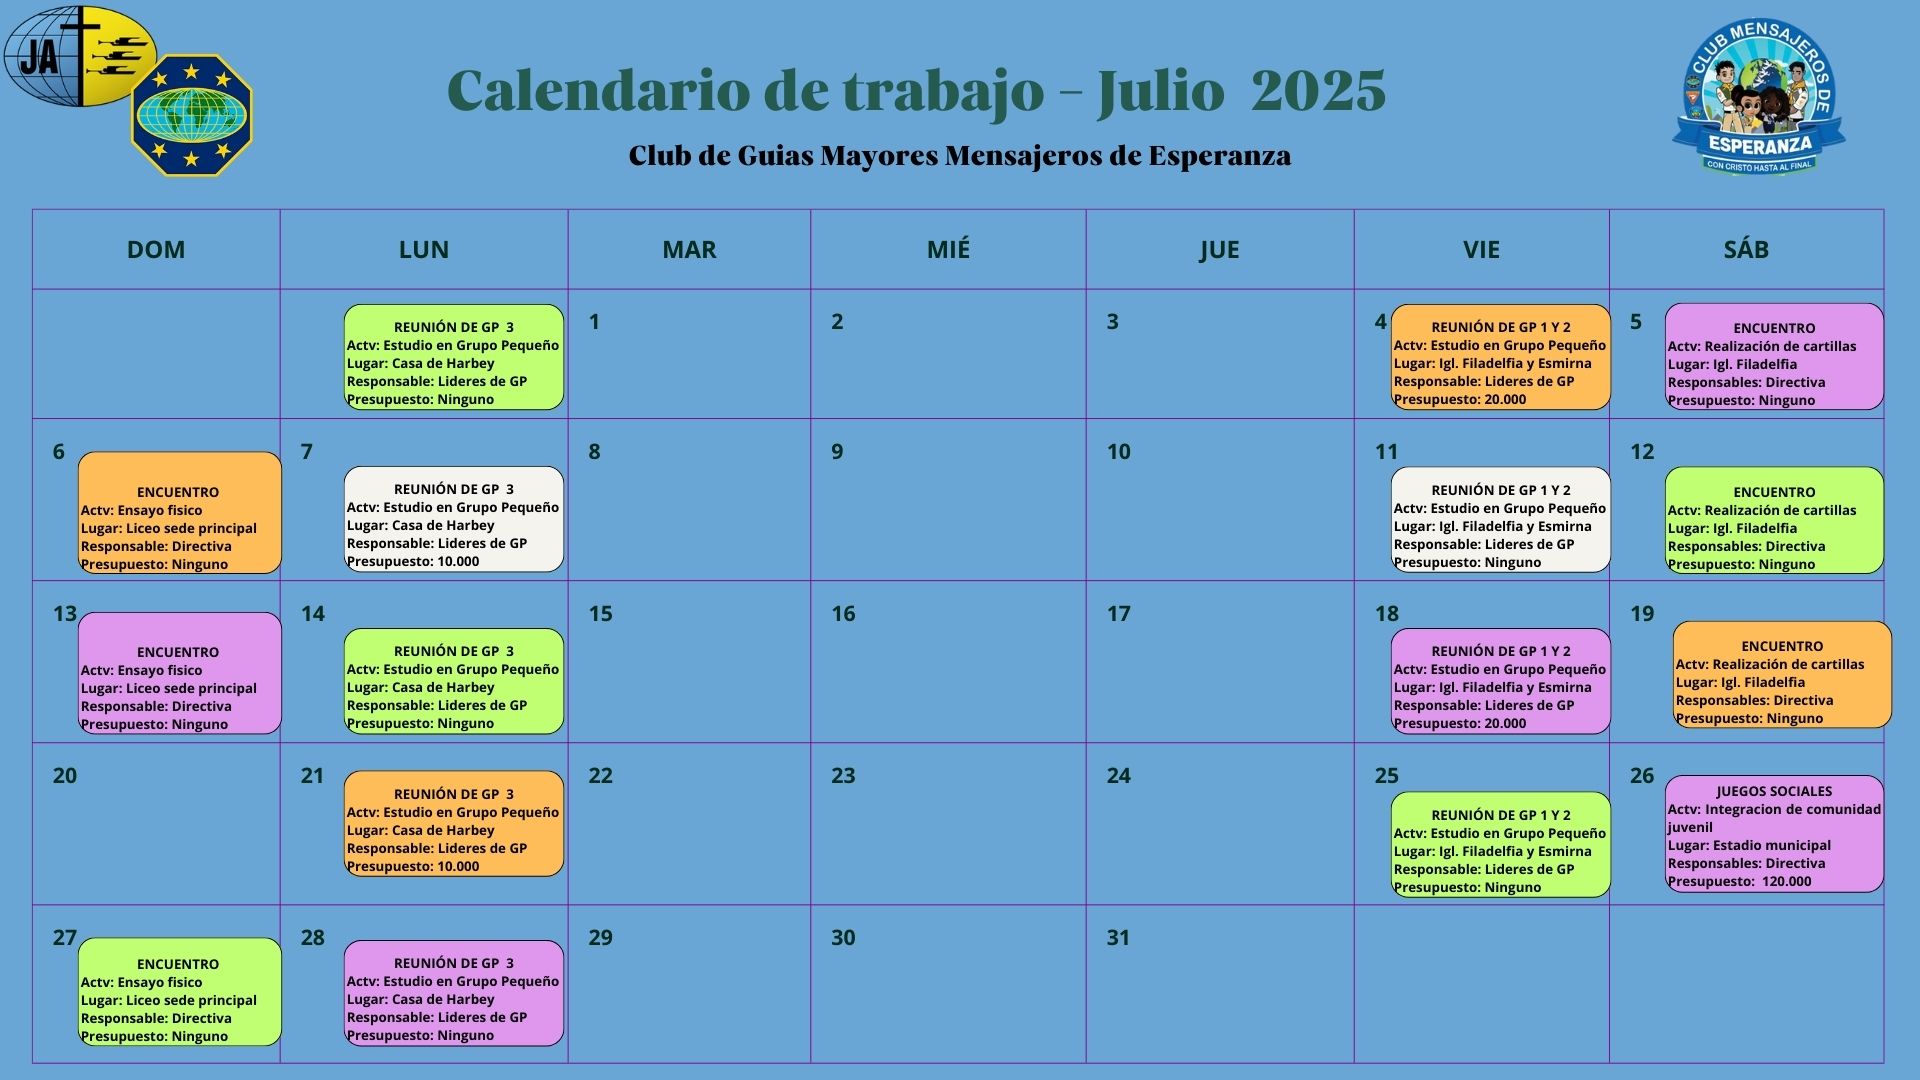 JA
Calendario de trabajo - Julio 2025
Club de Guias Mayores Mensajeros de Esperanza
CLUB MENSAJEROS DE
ESPERANZA
CON CRISTO HASTA AL FINAL
DOM
LUN
MAR
MIÉ
JUE
VIE
SÁB
REUNIÓN DE GP 3
Actv: Estudio en Grupo Pequeño
Lugar: Casa de Harbey
Responsable: Lideres de GP
Presupuesto: Ninguno
1
2
3
4
REUNIÓN DE GP 1 Y 2
Actv: Estudio en Grupo Pequeño
Lugar: Igl. Filadelfia y Esmirna
Responsable: Lideres de GP
Presupuesto: 20.000
5
ENCUENTRO
Actv: Realización de cartillas
Lugar: Igl. Filadelfia
Responsables: Directiva
Presupuesto: Ninguno
6
ENCUENTRO
Actv: Ensayo fisico
Lugar: Liceo sede principal
Responsable: Directiva
Presupuesto: Ninguno
7
REUNIÓN DE GP 3
Actv: Estudio en Grupo Pequeño
Lugar: Casa de Harbey
Responsable: Lideres de GP
Presupuesto: 10.000
8
9
10
11
REUNIÓN DE GP 1 Y 2
Actv: Estudio en Grupo Pequeño
Lugar: Igl. Filadelfia y Esmirna
Responsable: Lideres de GP
Presupuesto: Ninguno
12
ENCUENTRO
Actv: Realización de cartillas
Lugar: Igl. Filadelfia
Responsables: Directiva
Presupuesto: Ninguno
13
ENCUENTRO
Actv: Ensayo fisico
Lugar: Liceo sede principal
Responsable: Directiva
Presupuesto: Ninguno
14
REUNIÓN DE GP 3
Actv: Estudio en Grupo Pequeño
Lugar: Casa de Harbey
Responsable: Lideres de GP
Presupuesto: Ninguno
15
16
17
18
REUNIÓN DE GP 1 Y 2
Actv: Estudio en Grupo Pequeño
Lugar: Igl. Filadelfia y Esmirna
Responsable: Lideres de GP
Presupuesto: 20.000
19
ENCUENTRO
Actv: Realización de cartillas
Lugar: Igl. Filadelfia
Responsables: Directiva
Presupuesto: Ninguno
20
21
REUNIÓN DE GP 3
Actv: Estudio en Grupo Pequeño
Lugar: Casa de Harbey
Responsable: Lideres de GP
Presupuesto: 10.000
22
23
24
25
REUNIÓN DE GP 1 Y 2
Actv: Estudio en Grupo Pequeño
Lugar: Igl. Filadelfia y Esmirna
Responsable: Lideres de GP
Presupuesto: Ninguno
26
JUEGOS SOCIALES
Actv: Integracion de comunidad
juvenil
Lugar: Estadio municipal
Responsables: Directiva
Presupuesto: 120.000
27
ENCUENTRO
Actv: Ensayo fisico
Lugar: Liceo sede principal
Responsable: Directiva
Presupuesto: Ninguno
28
REUNIÓN DE GP 3
Actv: Estudio en Grupo Pequeño
Lugar: Casa de Harbey
Responsable: Lideres de GP
Presupuesto: Ninguno
29
30
31